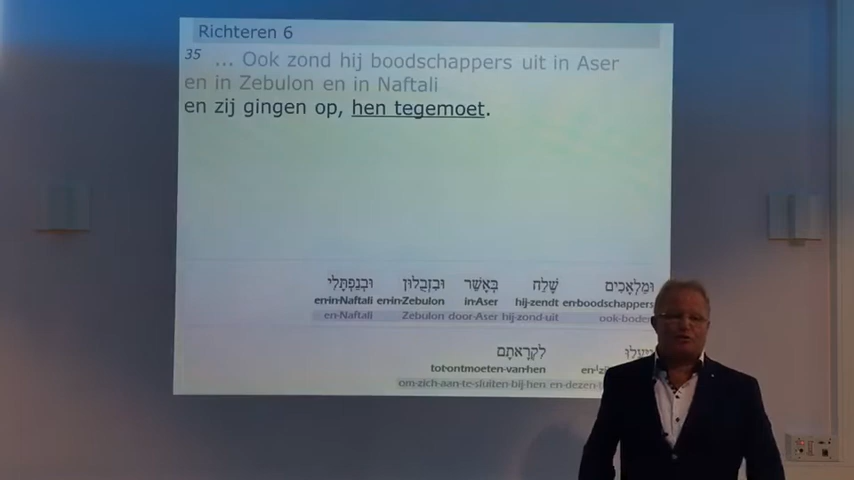 Richteren 6
35 ... Ook zond hij boodschappers uit in Aser
en in Zebulon en in Naftali
en zij gingen op, hen tegemoet.
וּמַלְאָכִים שָׁלַח בְּאָשֵׁר וּבִזְבֻלוּן וּבְנַפְתָּלִי
en·in·Naftali en·in·Zebulon in·Aser hij·zendt en·boodschappers
en·Naftali Zebulon door·Aser hij·zond·uit ook·boden
לִקְרָאתָם
tot·ontmoeten·van·hen
om·zich·aan·te·sluiten·bij·hen en·dezen